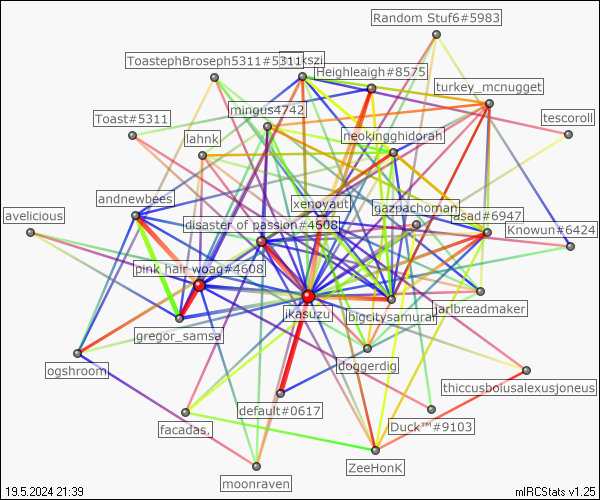 Random Stuf6#5983
ToastephBroseph5311#5311
Heighleaigh#8575
turkey_mcnugget
mingus4742
Toast#5311
tescoroll
neokingghidorah
lahnk
andnewbees
xenoyaut
gazpachoman
avelicious
asad#6947
disaster of passion#4608
Knowun#6424
pink hair woag#4608
jarlbreadmaker
ikasuzu
bigcitysamurai
gregor_samsa
doggerdig
ogshroom
thiccusboiusalexusjoneus
default#0617
facadas.
Duck™#9103
ZeeHonK
moonraven
19.5.2024 21:39
mIRCStats v1.25